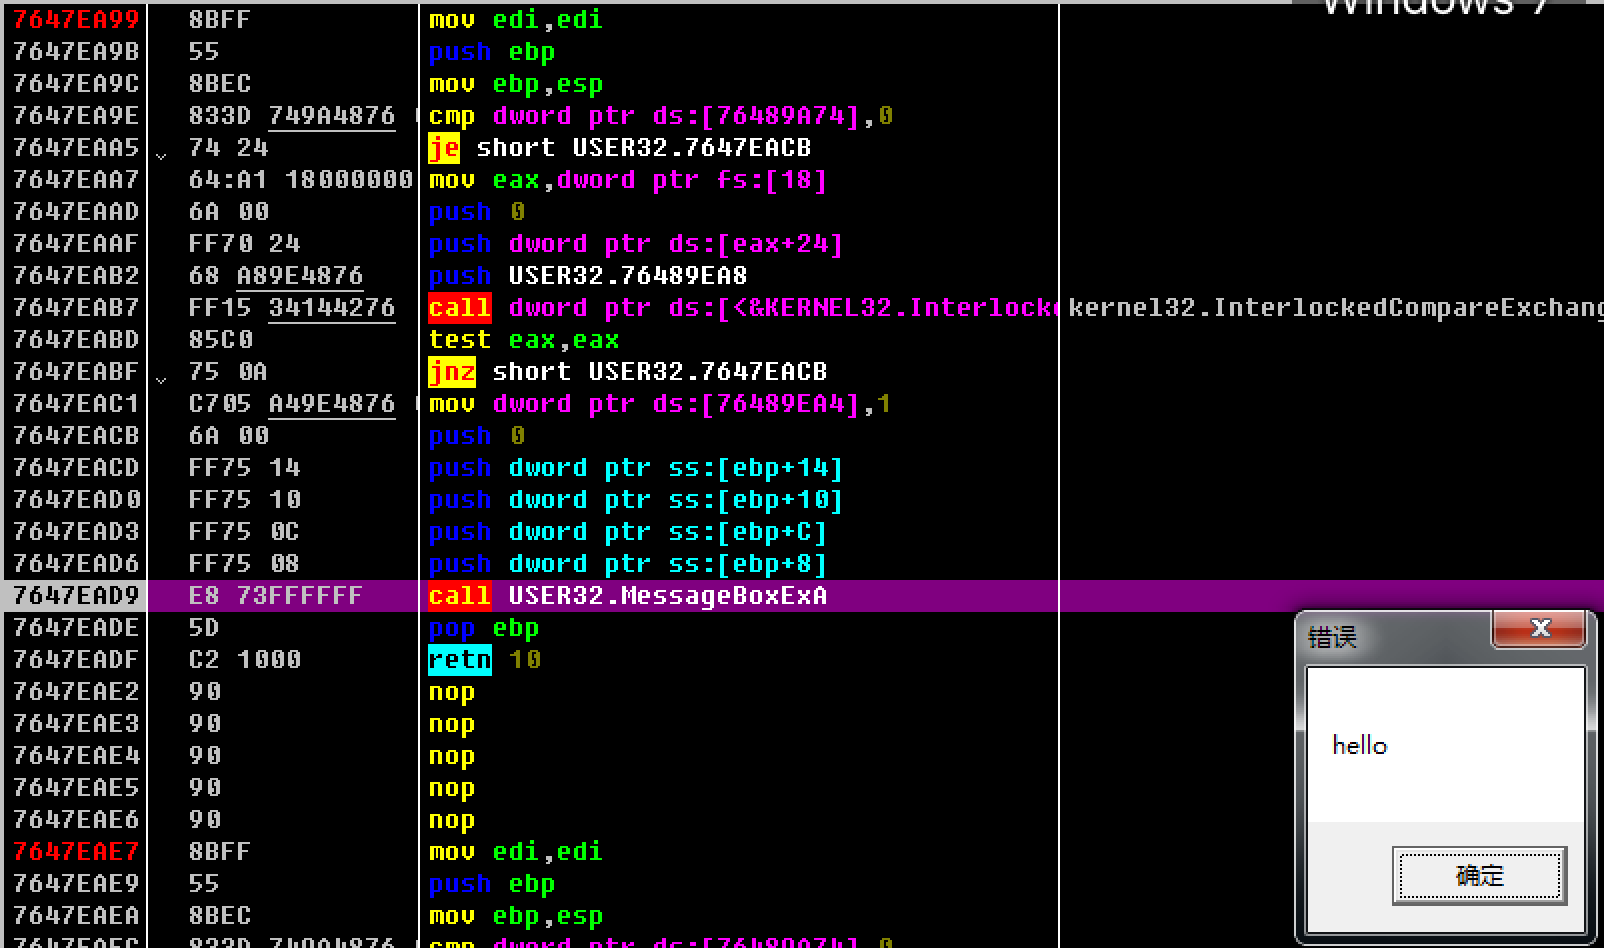 Windows 7
7647EA99 8BFF mov edi,edi
7647EA9B 55 push ebp
7647EA9C 8BEC mov ebp,esp
7647EA9E 833D 749A4876 cmp dword ptr ds:[76489A74],0
7647EAA5 74 24 je short USER32.7647EACB
7647EAA7 64:A1 18000000 mov eax,dword ptr fs:[18]
7647EAAD 6A 00 push 0
7647EAAF FF70 24 push dword ptr ds:[eax+24]
7647EAB2 68 A89E4876 push USER32.76489EA8
7647EAB7 FF15 34144276 call dword ptr ds:[<&KERNEL32.Interlock kernel32.InterlockedCompareExchang
7647EABD 85C0 test eax,eax
7647EABF 75 0A jnz short USER32.7647EACB
7647EAC1 C705 A49E4876 mov dword ptr ds:[76489EA4],1
7647EACB 6A 00 push 0
7647EACD FF75 14 push dword ptr ss:[ebp+14]
7647EAD0 FF75 10 push dword ptr ss:[ebp+10]
7647EAD3 FF75 0C push dword ptr ss:[ebp+C]
7647EAD6 FF75 08 push dword ptr ss:[ebp+8]
7647EAD9 E8 73FFFFFF call USER32.MessageBoxExA
7647EADE 5D pop ebp
7647EADF C2 1000 retn 10
7647EAE2 90 nop
7647EAE3 90 nop
7647EAE4 90 nop
7647EAE5 90 nop
7647EAE6 90 nop
7647EAE7 8BFF mov edi,edi
7647EAE9 55 push ebp
7647EAEA 8BEC mov ebp,esp
7647EAEC 833D 749A4876 cmp dword ptr ds:[76489A74],0
错误
hello
确定